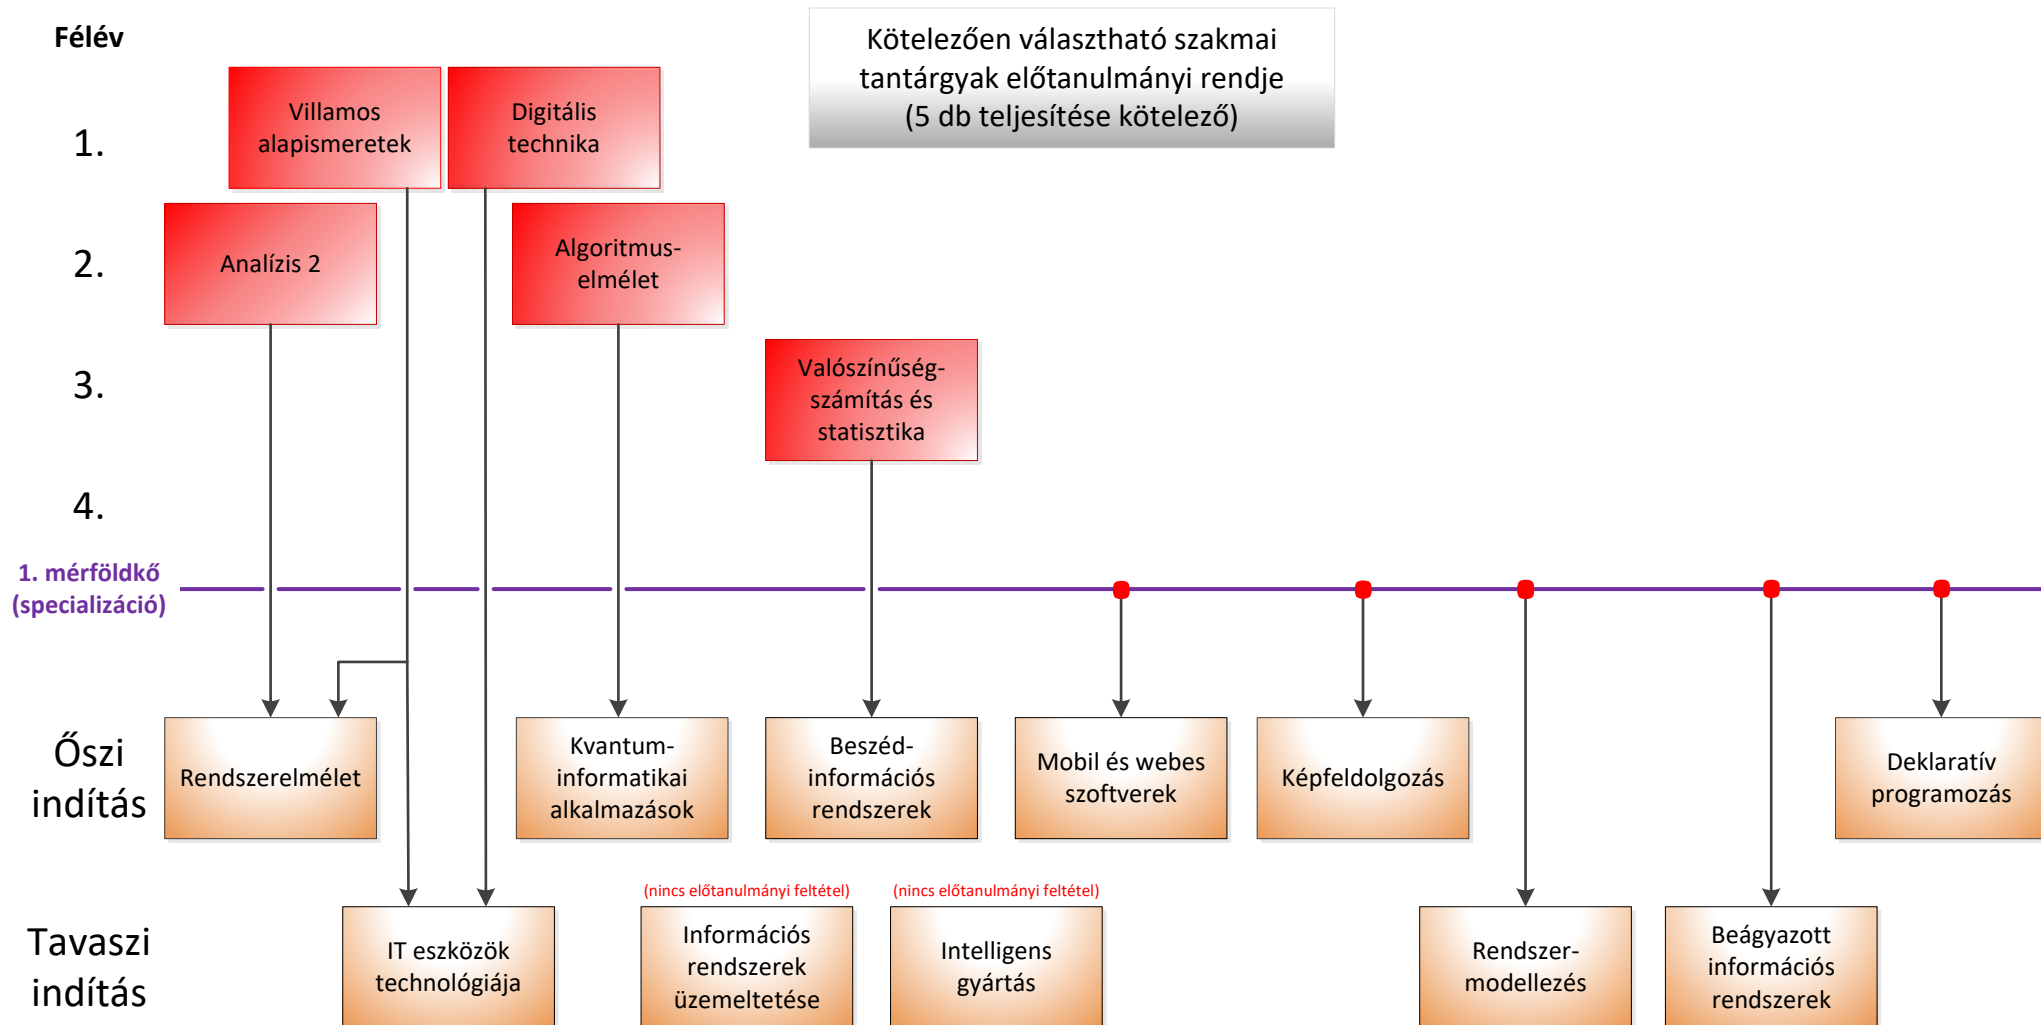 Félév
Kötelezően választható szakmai
tantárgyak előtanulmányi rendje
(5 db teljesítése kötelező)
1.
Villamos
alapismeretek
Digitális
technika
2.
Analízis 2
Algoritmus-
elmélet
3.
Valószínűség-
számítás és
statisztika
4.
1. mérföldkő
(specializáció)
Őszi
indítás
Rendszerelmélet
Kvantum-
informatikai
alkalmazások
Beszéd-
információs
rendszerek
Mobil és webes
szoftverek
Képfeldolgozás
Deklaratív
programozás
Tavaszi
indítás
IT eszközök
technológiája
(nincs előtanulmányi feltétel)
Információs
rendszerek
üzemeltetése
(nincs előtanulmányi feltétel)
Intelligens
gyártás
Rendszer-
modellezés
Beágyazott
információs
rendszerek